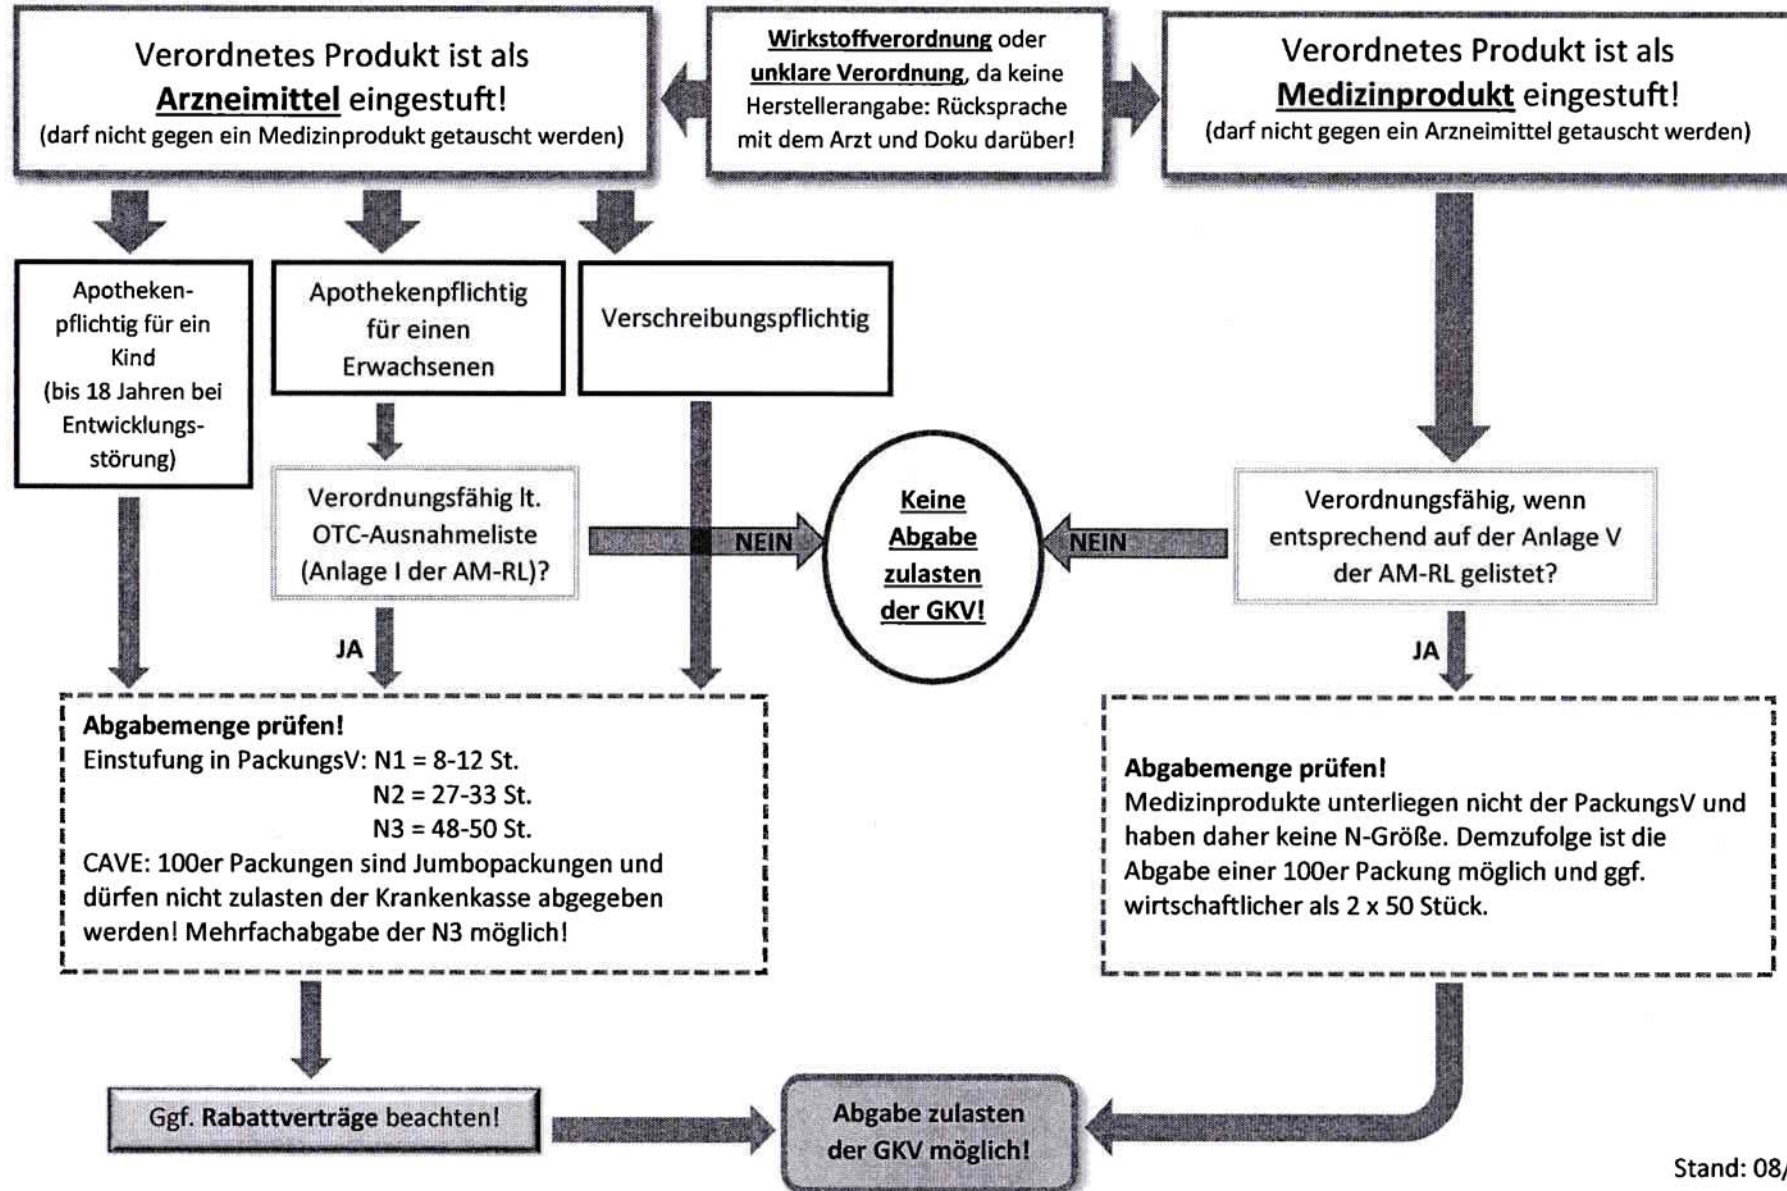 Verordnetes Produkt ist als
Arzneimittel eingestuft!
(darf nicht gegen ein Medizinprodukt getauscht werden)
Wirkstoffverordnung oder
unklare Verordnung, da keine
Herstellerangabe: Rücksprache
mit dem Arzt und Doku darüber!
Verordnetes Produkt ist als
Medizinprodukt eingestuft!
(darf nicht gegen ein Arzneimittel getauscht werden)
Apotheken-
pflichtig für ein
Kind
(bis 18 Jahren bei
Entwicklungs-
störung)
Apothekenpflichtig
für einen
Erwachsenen
Verschreibungspflichtig
Verordnungsfähig lt.
OTC-Ausnahmeliste
(Anlage I der AM-RL)?
NEIN
Keine
Abgabe
zulasten
der GKV!
NEIN
Verordnungsfähig, wenn
entsprechend auf der Anlage V
der AM-RL gelistet?
JA
JA
Abgabemenge prüfen!
Einstufung in PackungsV: N1 = 8-12 St.
N2 = 27-33 St.
N3 = 48-50 St.
CAVE: 100er Packungen sind Jumbopackungen und
dürfen nicht zulasten der Krankenkasse abgegeben
werden! Mehrfachabgabe der N3 möglich!
Abgabemenge prüfen!
Medizinprodukte unterliegen nicht der PackungsV und
haben daher keine N-Größe. Demzufolge ist die
Abgabe einer 100er Packung möglich und ggf.
wirtschaftlicher als 2 x 50 Stück.
Ggf. Rabattverträge beachten!
Abgabe zulasten
der GKV möglich!
Stand: 08/